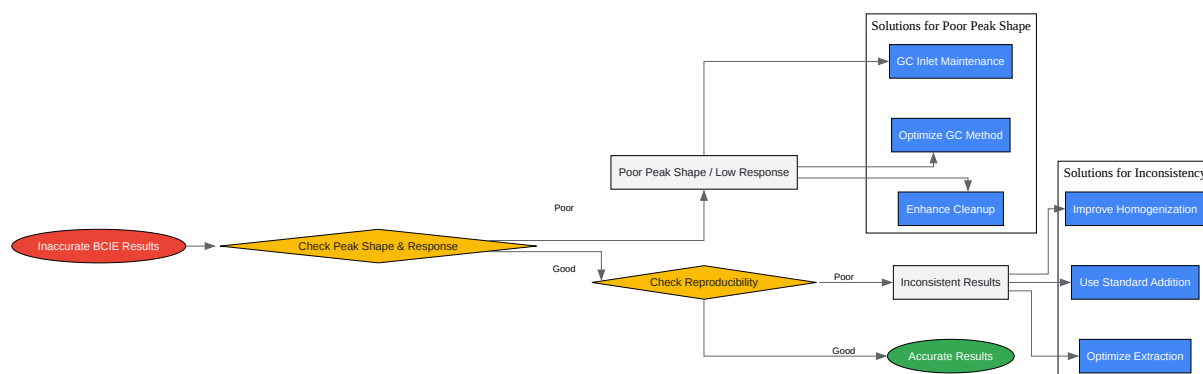 Solutions for Poor Peak Shape
GC Inlet Maintenance
Optimize GC Method
Poor Peak Shape / Low Response
Enhance Cleanup
Solutions for Inconsistency
Improve Homogenization
Poor
Inaccurate BCIE Results
Check Peak Shape & Response
Good
Check Reproducibility
Poor
Inconsistent Results
Use Standard Addition
Good
Accurate Results
Optimize Extraction